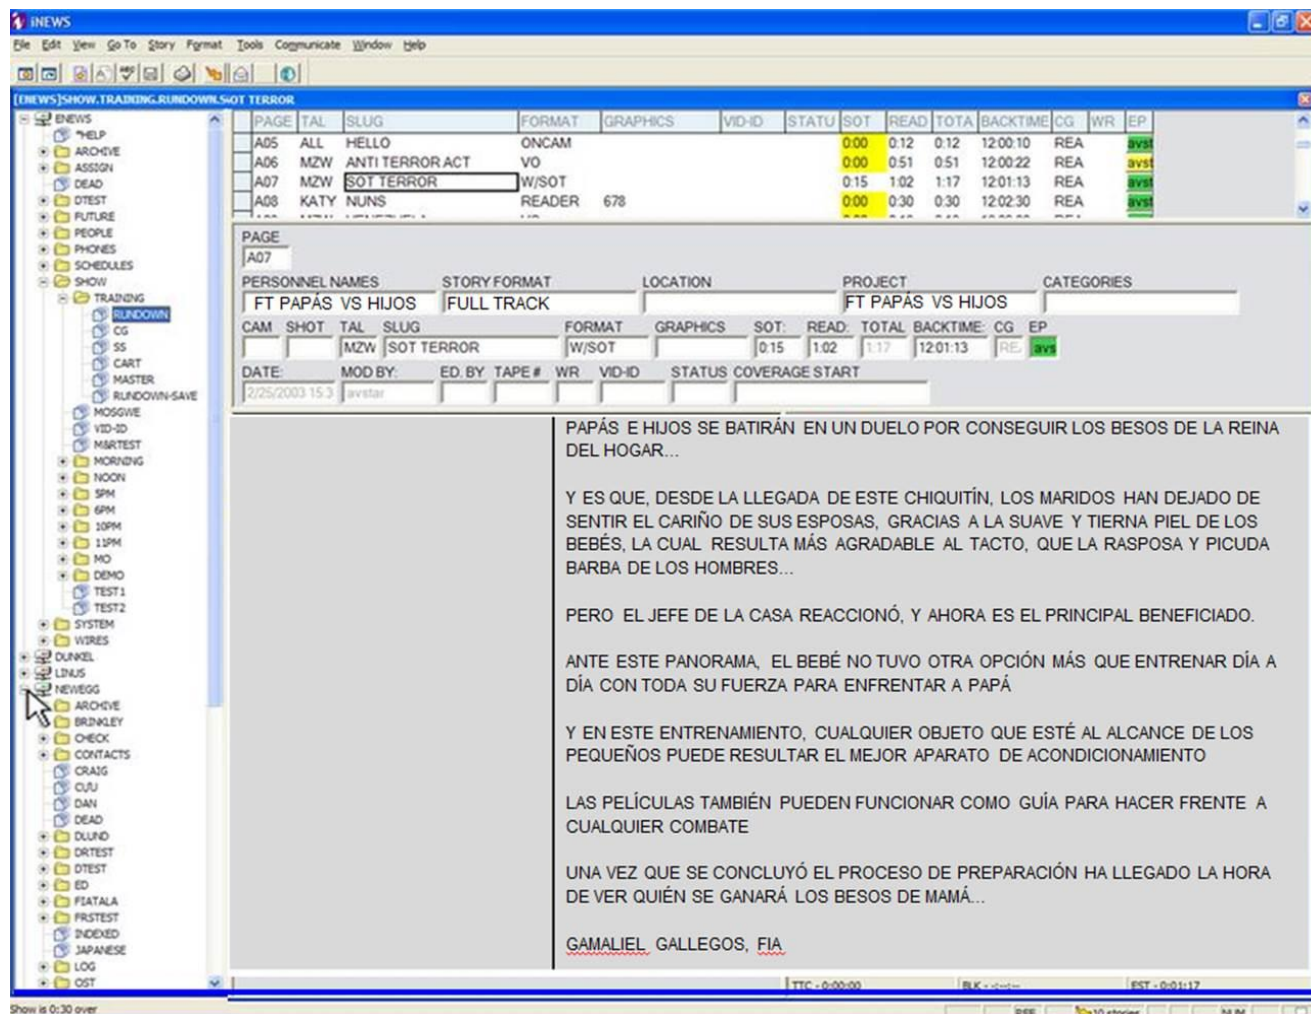 iNEWS
File Edit View Go To Story Format Tools Communicate Window Help
[ENEWS]SHOW.TRAINING.RUNDOWN.SOT TERROR
ENEWS
*HELP
ARCHIVE
ASSIGN
DEAD
DTEST
FUTURE
PEOPLE
PHONES
SCHEDULES
SHOW
TRAINING
RUNDOWN
CG
SS
CART
MASTER
RUNDOWN-SAVE
MOSGWE
VID-ID
M&RTEST
MORNING
NOON
5PM
6PM
10PM
11PM
MO
DEMO
TEST1
TEST2
SYSTEM
WIRES
DUNKEL
LINUS
NEWEGG
ARCHIVE
BRINKLEY
CHECK
CONTACTS
CRAIG
CUU
DAN
DEAD
DLUND
DRTEST
DTEST
ED
FIATALA
FRSTEST
INDEXED
JAPANESE
LOG
OST
PAGE TAL SLUG FORMAT GRAPHICS VID-ID STATU SOT READ TOTA BACKTIME CG WR EP
A05 ALL HELLO ONCAM 0:00 0:12 0:12 12:00:10 REA avst
A06 MZW ANTI TERROR ACT VO 0:00 0:51 0:51 12:00:22 REA avst
A07 MZW SOT TERROR W/SOT 0:15 1:02 1:17 12:01:13 REA avst
A08 KATY NUNS READER 678 0:00 0:30 0:30 12:02:30 REA avst
PAGE
A07
PERSONNEL NAMES STORY FORMAT LOCATION PROJECT CATEGORIES
FT PAPÁS VS HIJOS FULL TRACK FT PAPÁS VS HIJOS
CAM SHOT TAL SLUG FORMAT GRAPHICS SOT: READ: TOTAL BACKTIME: CG EP
MZW SOT TERROR W/SOT 0:15 1:02 1:17 12:01:13 REA avs
DATE: MOD BY: ED. BY TAPE # WR VID-ID STATUS COVERAGE START
2/25/2003 15:3 avstar
PAPÁS E HIJOS SE BATIRÁN EN UN DUELO POR CONSEGUIR LOS BESOS DE LA REINA
DEL HOGAR...
Y ES QUE, DESDE LA LLEGADA DE ESTE CHIQUITÍN, LOS MARIDOS HAN DEJADO DE
SENTIR EL CARIÑO DE SUS ESPOSAS, GRACIAS A LA SUAVE Y TIERNA PIEL DE LOS
BEBÉS, LA CUAL RESULTA MÁS AGRADABLE AL TACTO, QUE LA RASPOSA Y PICUDA
BARBA DE LOS HOMBRES...
PERO EL JEFE DE LA CASA REACCIONÓ, Y AHORA ES EL PRINCIPAL BENEFICIADO.
ANTE ESTE PANORAMA, EL BEBÉ NO TUVO OTRA OPCIÓN MÁS QUE ENTRENAR DÍA A
DÍA CON TODA SU FUERZA PARA ENFRENTAR A PAPÁ
Y EN ESTE ENTRENAMIENTO, CUALQUIER OBJETO QUE ESTÉ AL ALCANCE DE LOS
PEQUEÑOS PUEDE RESULTAR EL MEJOR APARATO DE ACONDICIONAMIENTO
LAS PELÍCULAS TAMBIÉN PUEDEN FUNCIONAR COMO GUÍA PARA HACER FRENTE A
CUALQUIER COMBATE
UNA VEZ QUE SE CONCLUYÓ EL PROCESO DE PREPARACIÓN HA LLEGADO LA HORA
DE VER QUIÉN SE GANARÁ LOS BESOS DE MAMÁ...
GAMALIEL GALLEGOS, FIA
TTC - 0:00:00 BLK - -:--:-- EST - 0:01:17
Show is 0:30 over 10 stories NUM